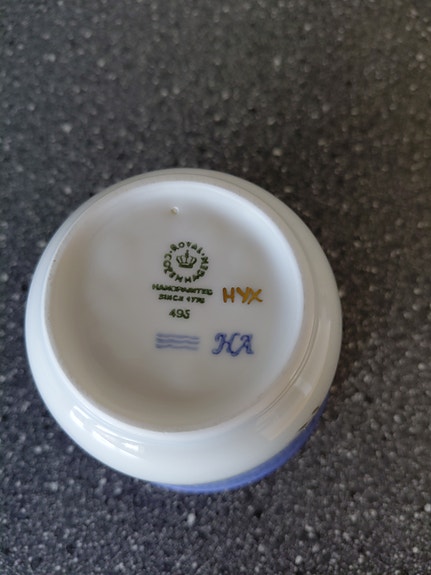 ROYAL COPENHAGEN
HANDPAINTED
SINCE 1775
HYX
495
HA